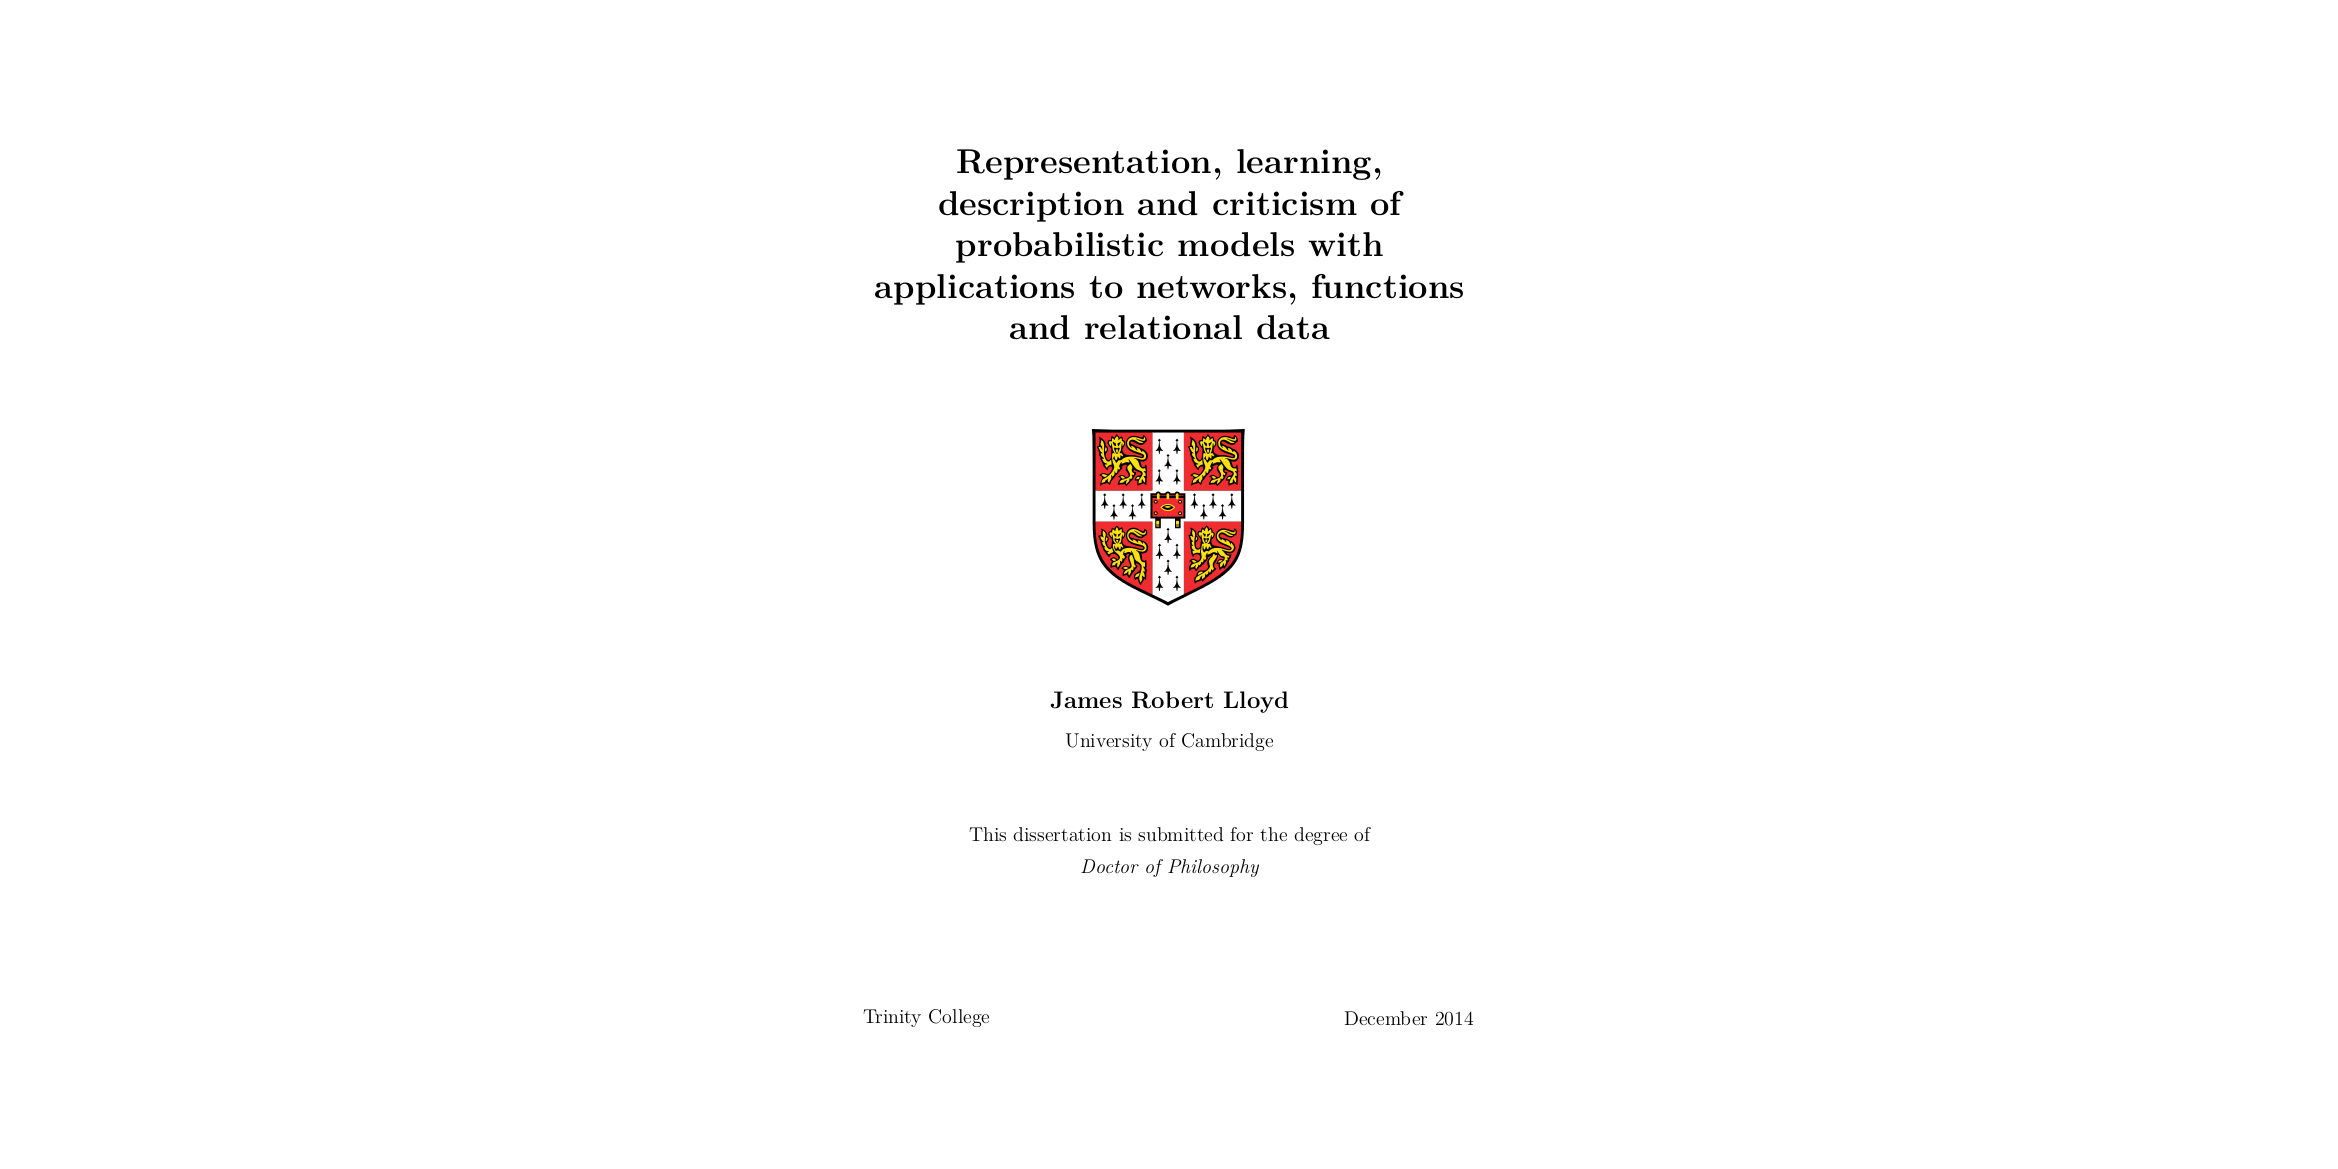 Representation, learning,
description and criticism of
probabilistic models with
applications to networks, functions
and relational data
James Robert Lloyd
University of Cambridge
This dissertation is submitted for the degree of
Doctor of Philosophy
Trinity College
December 2014